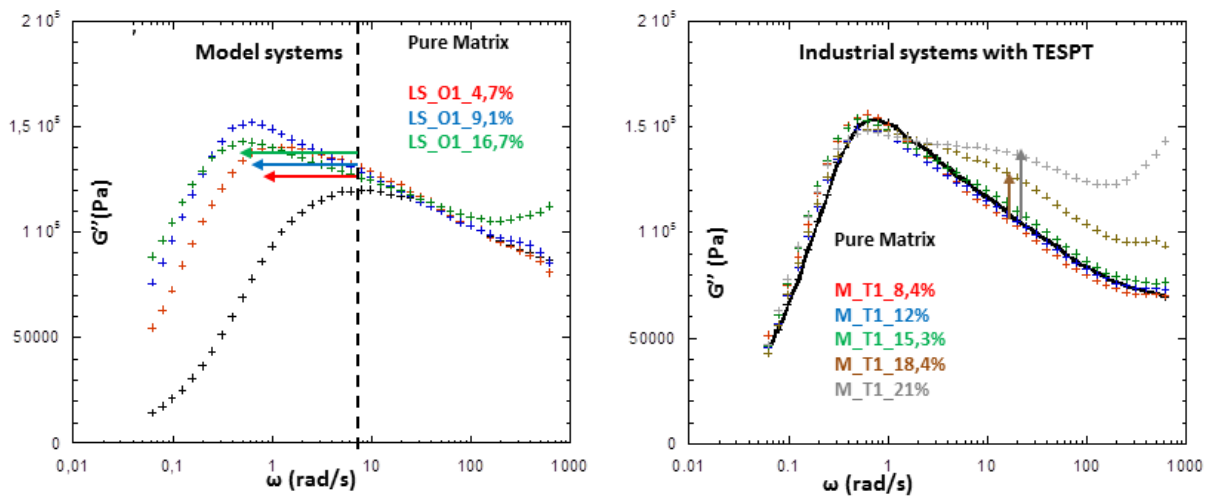 2 10⁵
1,5 10⁵
1 10⁵
50000
0
G''(Pa)
,
Model systems
Pure Matrix
LS_O1_4,7%
LS_O1_9,1%
LS_O1_16,7%
0,01 0,1 1 10 100 1000
ω (rad/s)
2 10⁵
1.5 10⁵
1 10⁵
50000
0
G'' (Pa)
Industrial systems with TESPT
Pure Matrix
M_T1_8,4%
M_T1_12%
M_T1_15,3%
M_T1_18,4%
M_T1_21%
0.01 0.1 1 10 100 1000
ω (rad/s)